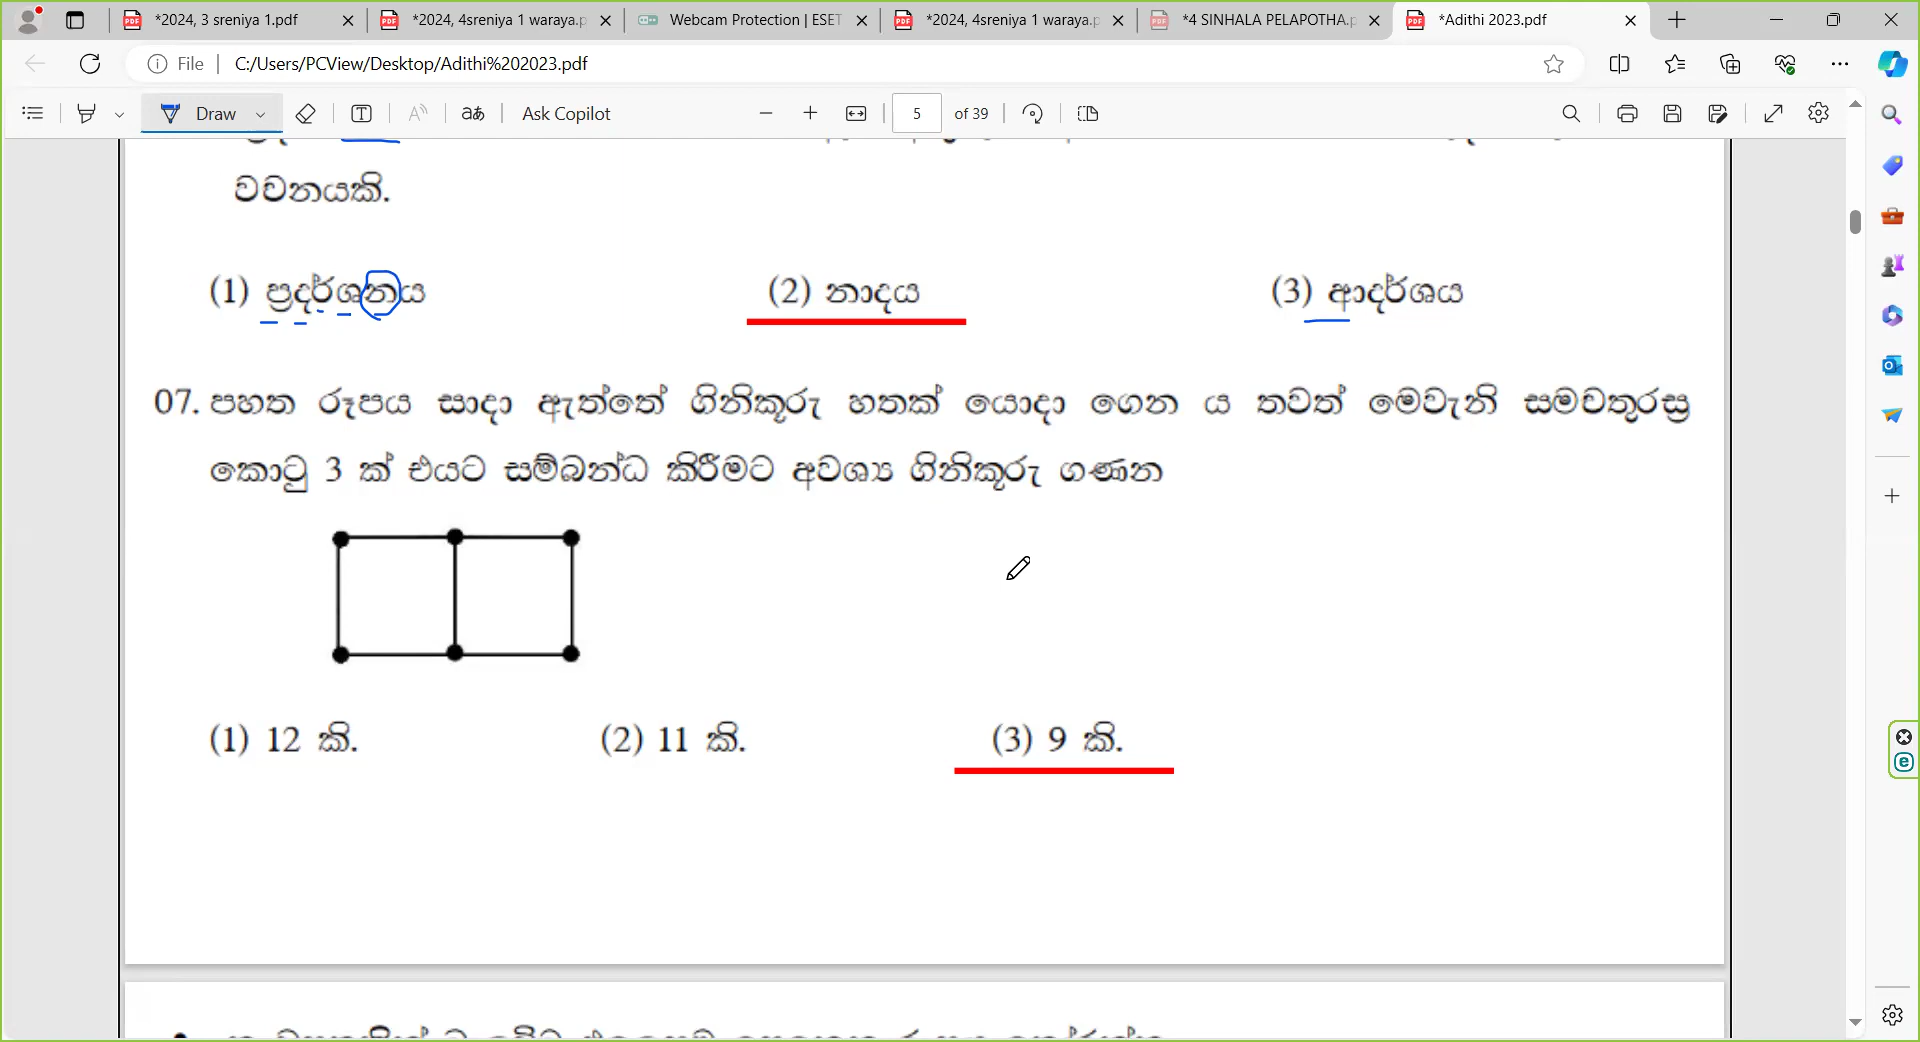 *2024, 3 sreniya 1.pdf
*2024, 4sreniya 1 waraya.p
Webcam Protection | ESET
*2024, 4sreniya 1 waraya.p
*4 SINHALA PELAPOTHA.p
*Adithi 2023.pdf
File
C:/Users/PCView/Desktop/Adithi%202023.pdf
Draw
aあ
Ask Copilot
5 of 39
වචනයකි.
(1) ප්‍රදර්ශනය (2) නාදය (3) ආදර්ශය
07. පහත රූපය සාදා ඇත්තේ ගිනිකූරු හතක් යොදා ගෙන ය තවත් මෙවැනි සමචතුරස්‍ර
කොටු 3 ක් එයට සම්බන්ධ කිරීමට අවශ්‍ය ගිනිකූරු ගණන
(1) 12 කි. (2) 11 කි. (3) 9 කි.